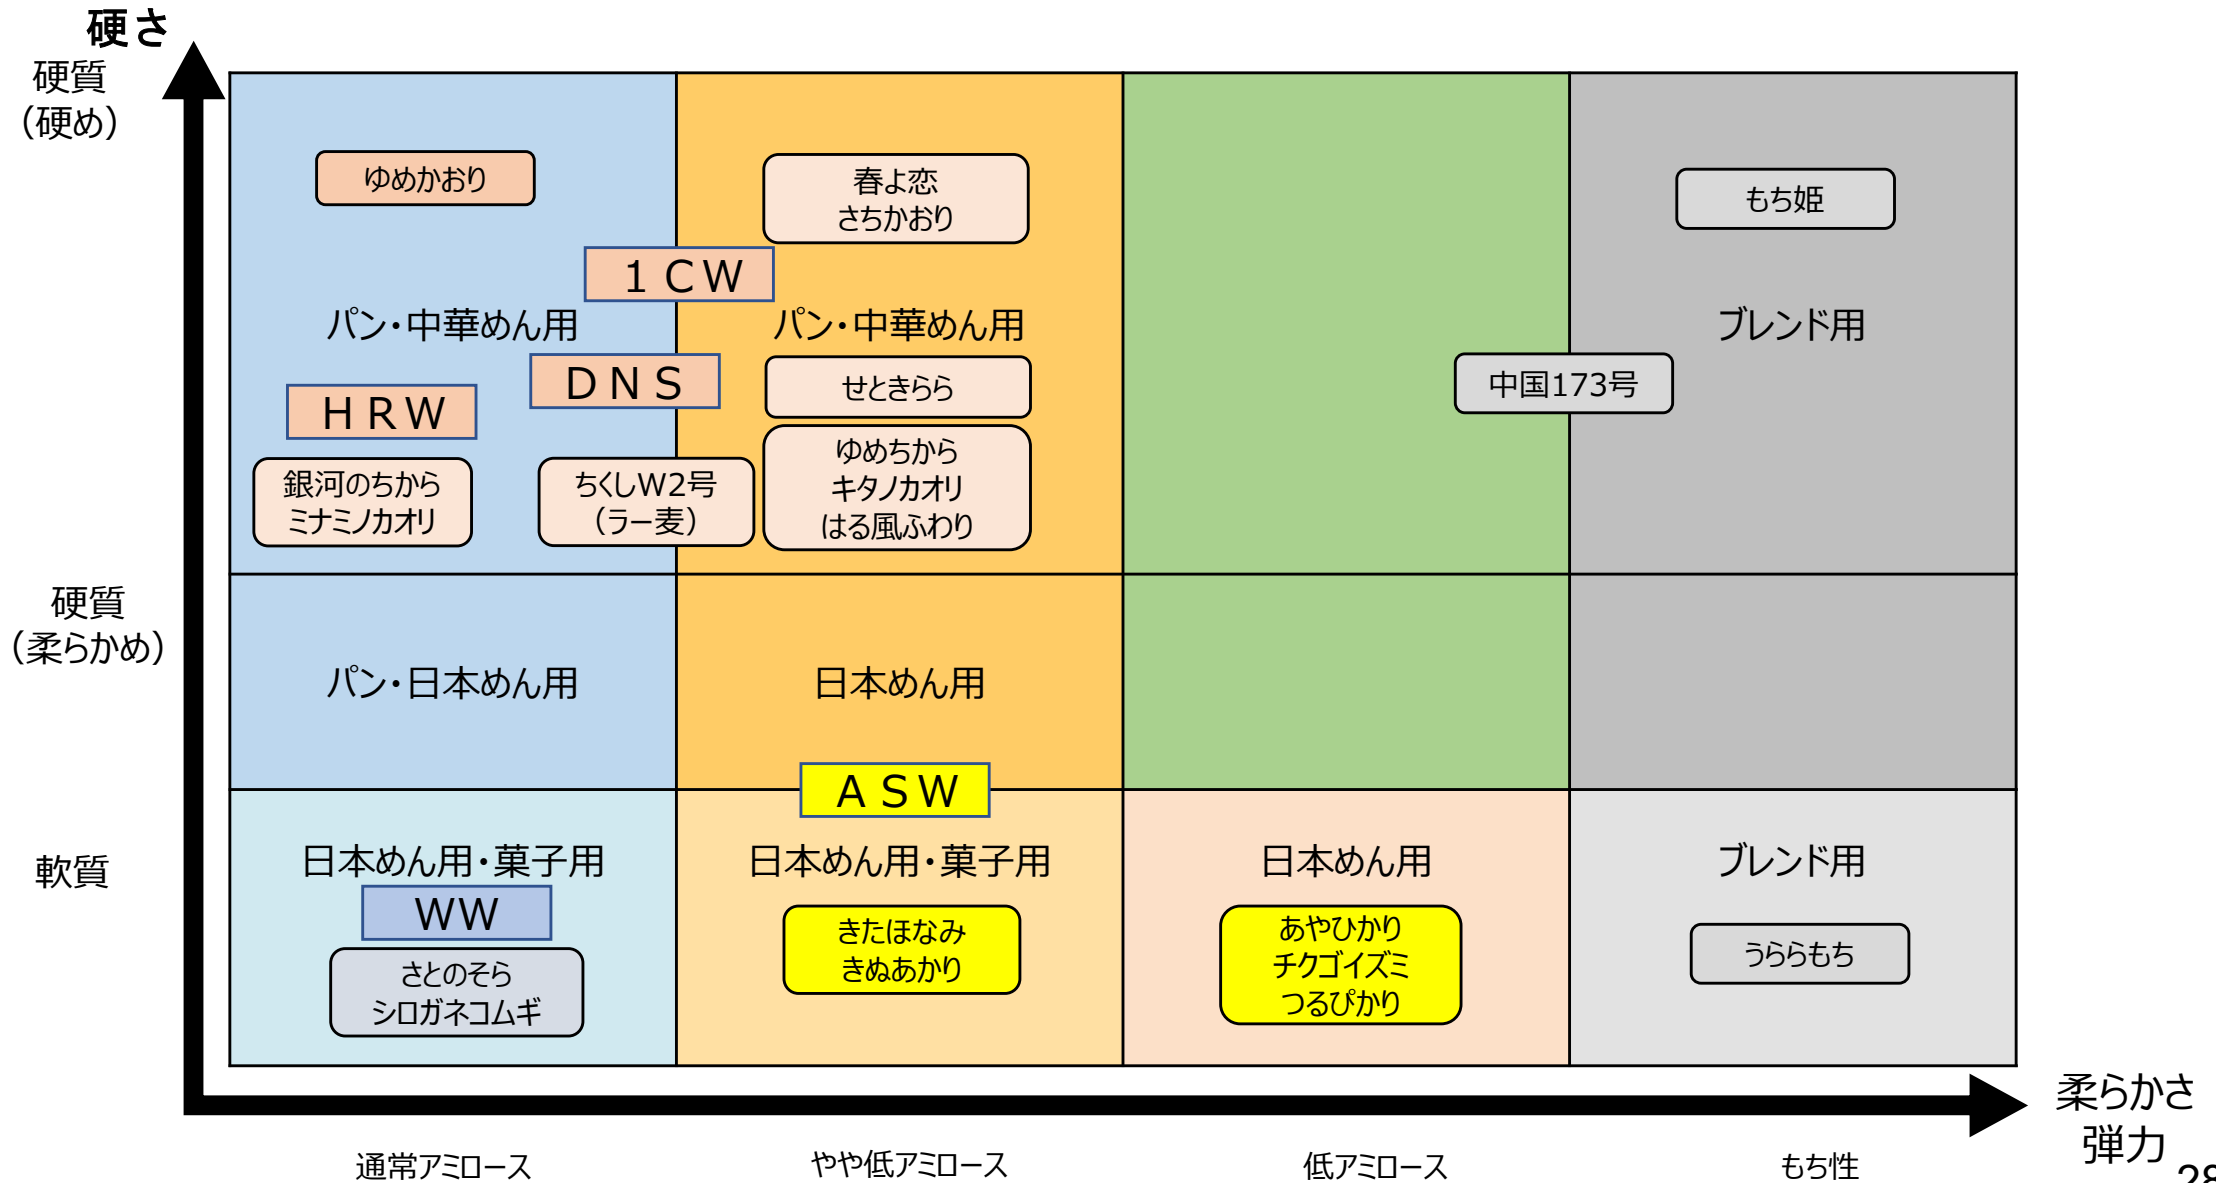 硬さ
硬質
（硬め）
ゆめかおり
春よ恋
さちかおり
もち姫
１ＣＷ
パン・中華めん用
パン・中華めん用
ブレンド用
ＤＮＳ
せときらら
中国173号
ＨＲＷ
銀河のちから
ミナミノカオリ
ちくしW2号
（ラー麦）
ゆめちから
キタノカオリ
はる風ふわり
硬質
（柔らかめ）
パン・日本めん用
日本めん用
ＡＳＷ
軟質
日本めん用・菓子用
日本めん用・菓子用
日本めん用
ブレンド用
WW
さとのそら
シロガネコムギ
きたほなみ
きぬあかり
あやひかり
チクゴイズミ
つるぴかり
うららもち
柔らかさ
弾力
通常アミロース
やや低アミロース
低アミロース
もち性
28